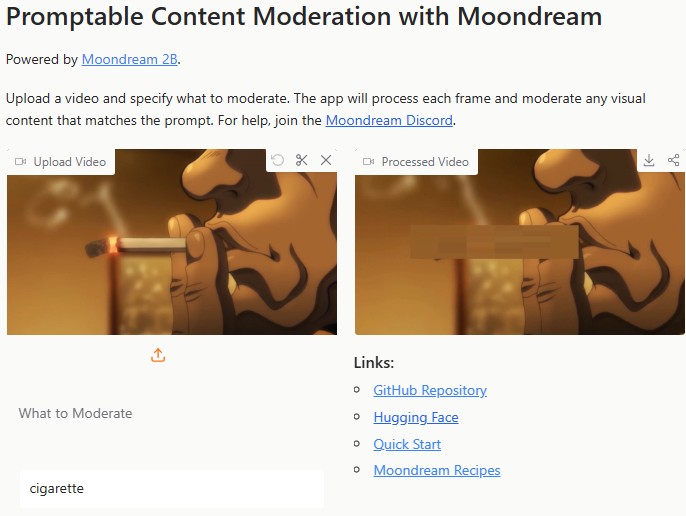 Promptable Content Moderation with Moondream
Powered by Moondream 2B.
Upload a video and specify what to moderate. The app will process each frame and moderate any visual
content that matches the prompt. For help, join the Moondream Discord.
Upload Video
Processed Video
Links:
GitHub Repository
Hugging Face
Quick Start
Moondream Recipes
What to Moderate
cigarette